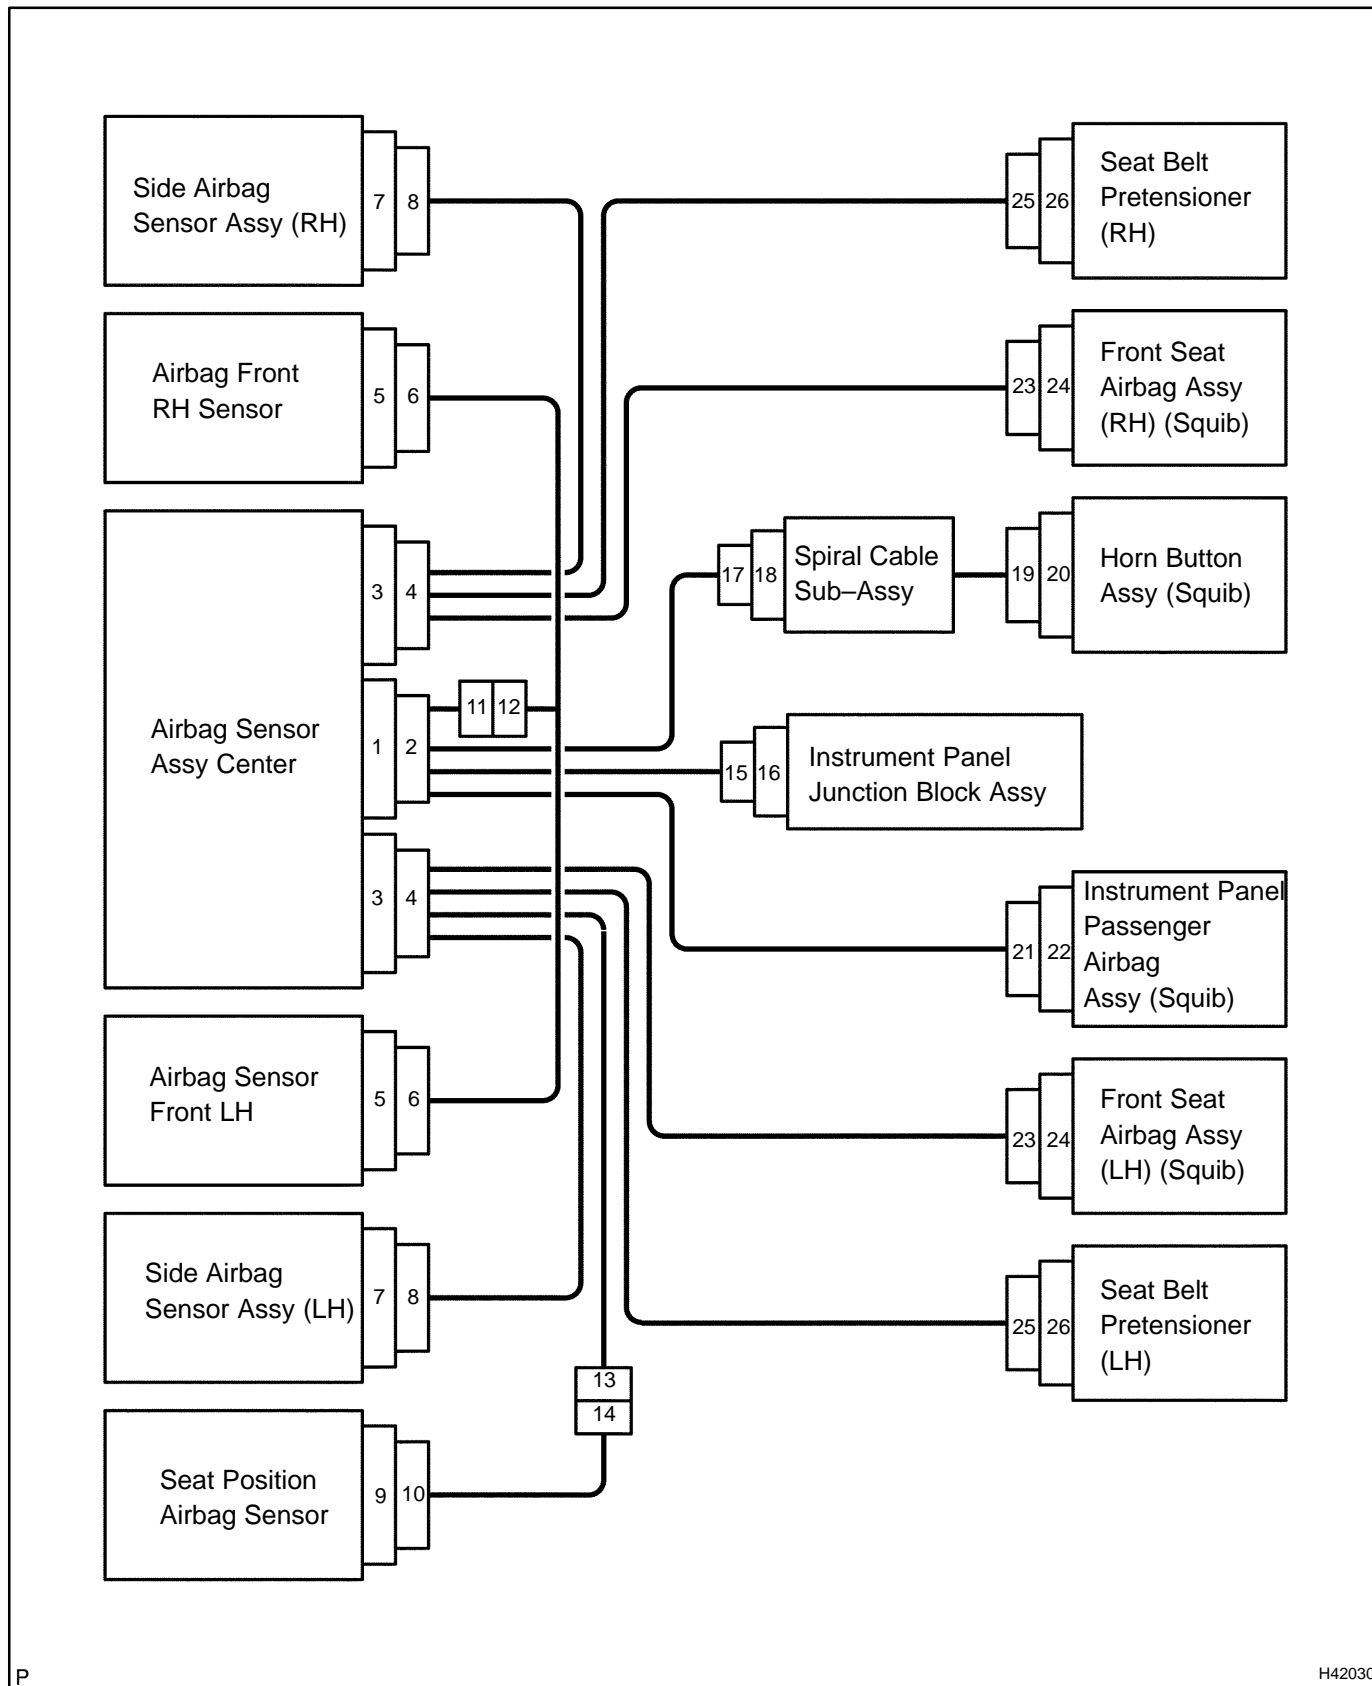 Side Airbag
Sensor Assy (RH)
7 8
25 26
Seat Belt
Pretensioner
(RH)
Airbag Front
RH Sensor
5 6
23 24
Front Seat
Airbag Assy
(RH) (Squib)
Airbag Sensor
Assy Center
3 4
11 12
1 2
3 4
17 18
Spiral Cable
Sub–Assy
19 20
Horn Button
Assy (Squib)
15 16
Instrument Panel
Junction Block Assy
21 22
Instrument Panel
Passenger
Airbag
Assy (Squib)
Airbag Sensor
Front LH
5 6
23 24
Front Seat
Airbag Assy
(LH) (Squib)
Side Airbag
Sensor Assy (LH)
7 8
25 26
Seat Belt
Pretensioner
(LH)
13
14
Seat Position
Airbag Sensor
9 10
P
H42030